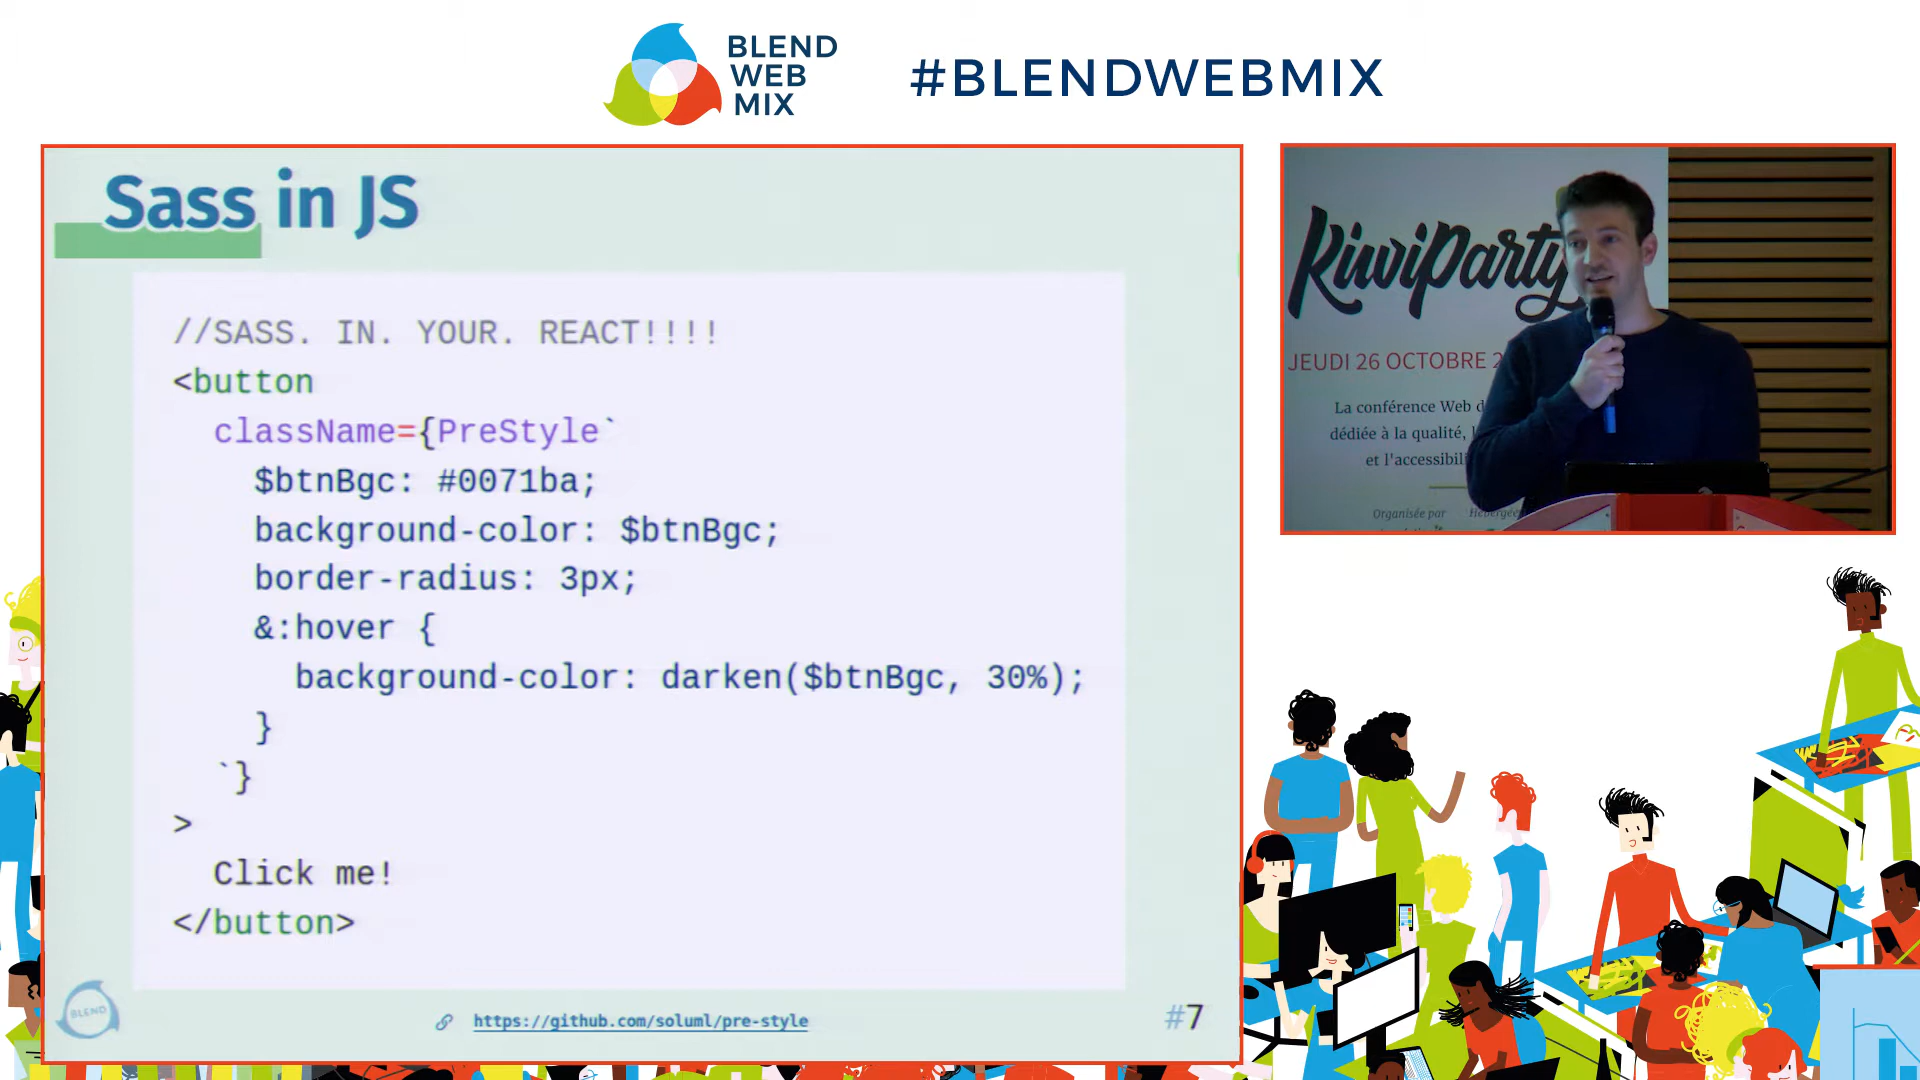 BLEND
WEB
MIX
#BLENDWEBMIX
Sass in JS
//SASS. IN. YOUR. REACT!!!!
<button
className={PreStyle`
$btnBgc: #0071ba;
background-color: $btnBgc;
border-radius: 3px;
&:hover {
background-color: darken($btnBgc, 30%);
}
`}
>
Click me!
</button>
BLEND
https://github.com/soluml/pre-style
#7
KiwiParty
JEUDI 26 OCTOBRE 2
La conférence Web d
dédiée à la qualité, l
et l'accessibili
Organisée par
Hébergée